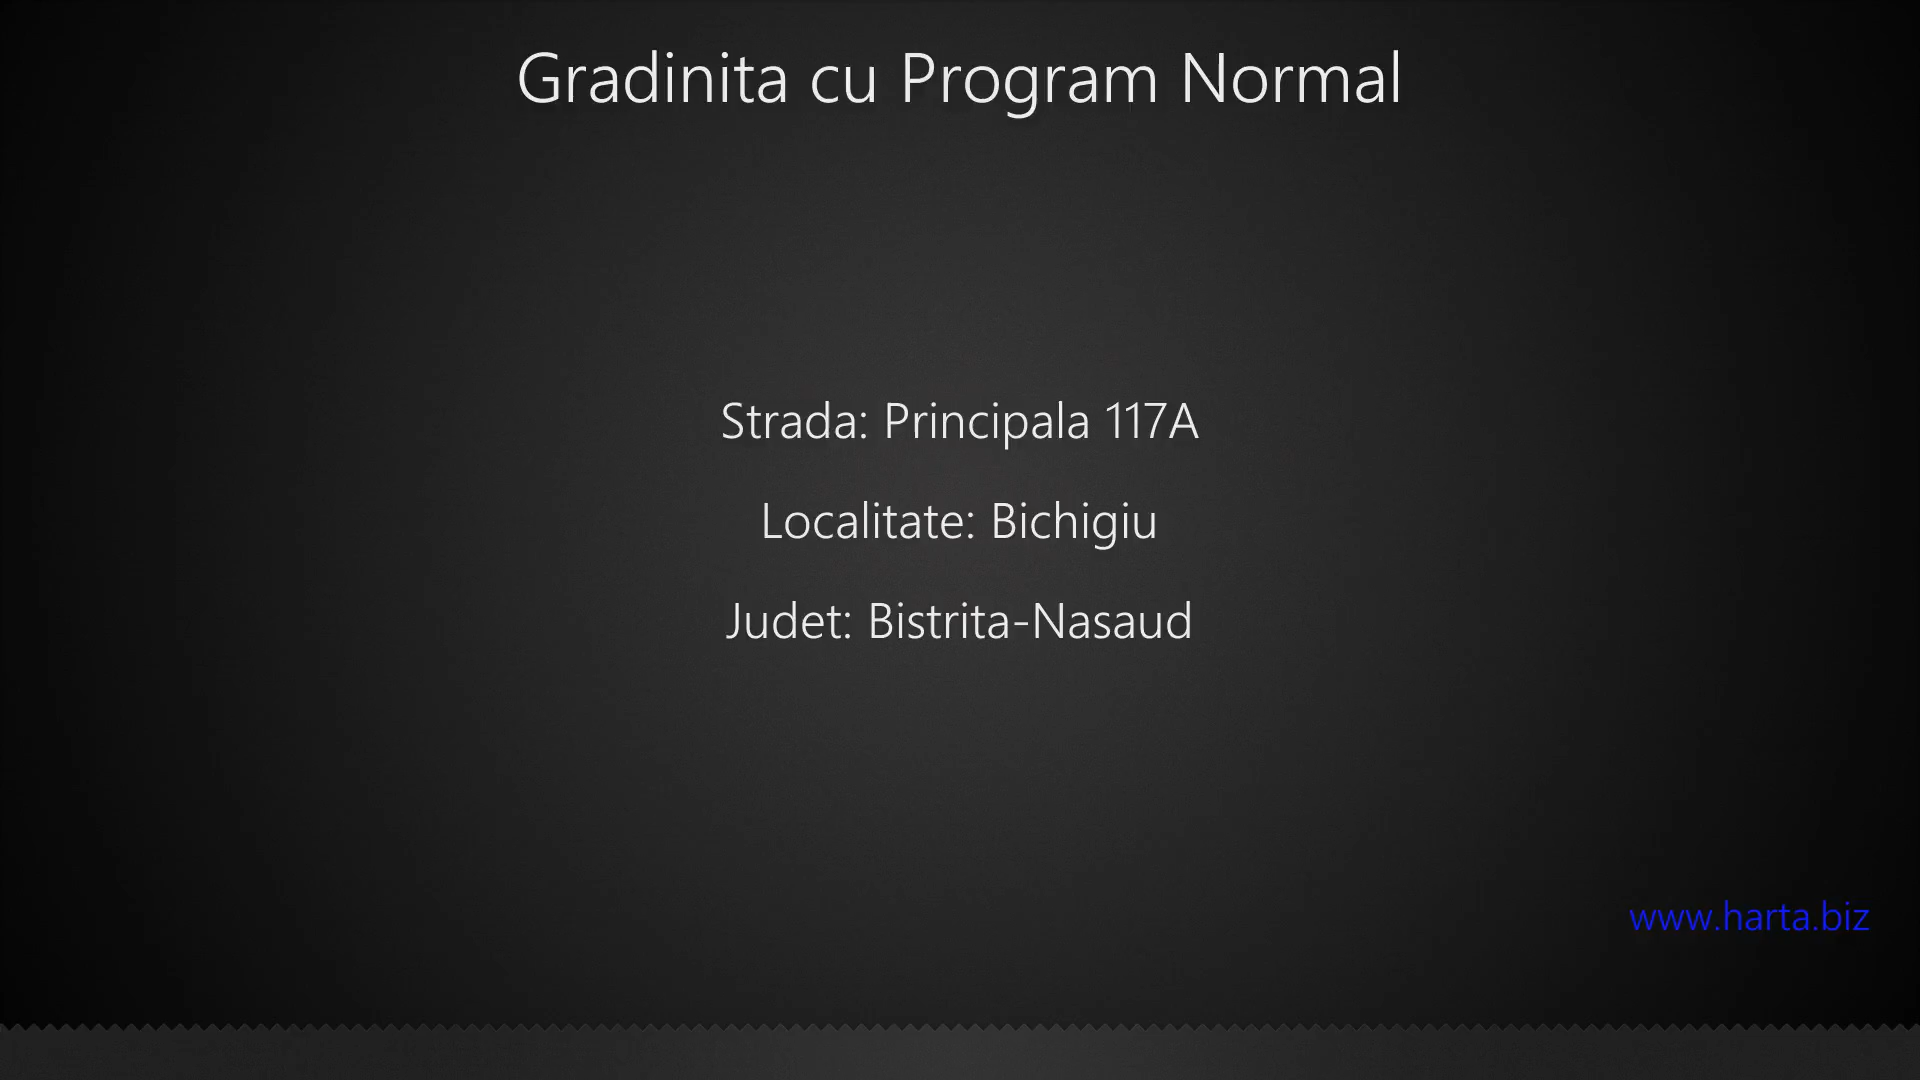 Gradinita cu Program Normal
Strada: Principala 117A
Localitate: Bichigiu
Judet: Bistrita-Nasaud
www.harta.biz